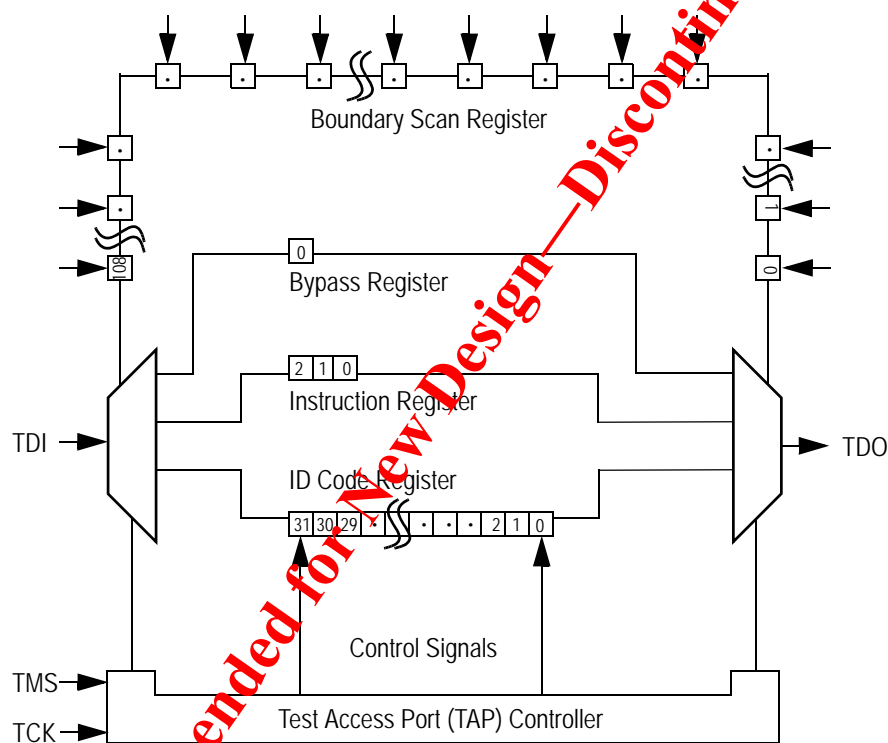 · · · · · · · ·
Boundary Scan Register
· ·
· 1
108 0
0
Bypass Register
2 1 0
Instruction Register
TDI TDO
ID Code Register
31 30 29 · · · · 2 1 0
Control Signals
TMS
Test Access Port (TAP) Controller
TCK
ended for New Design—Discontin